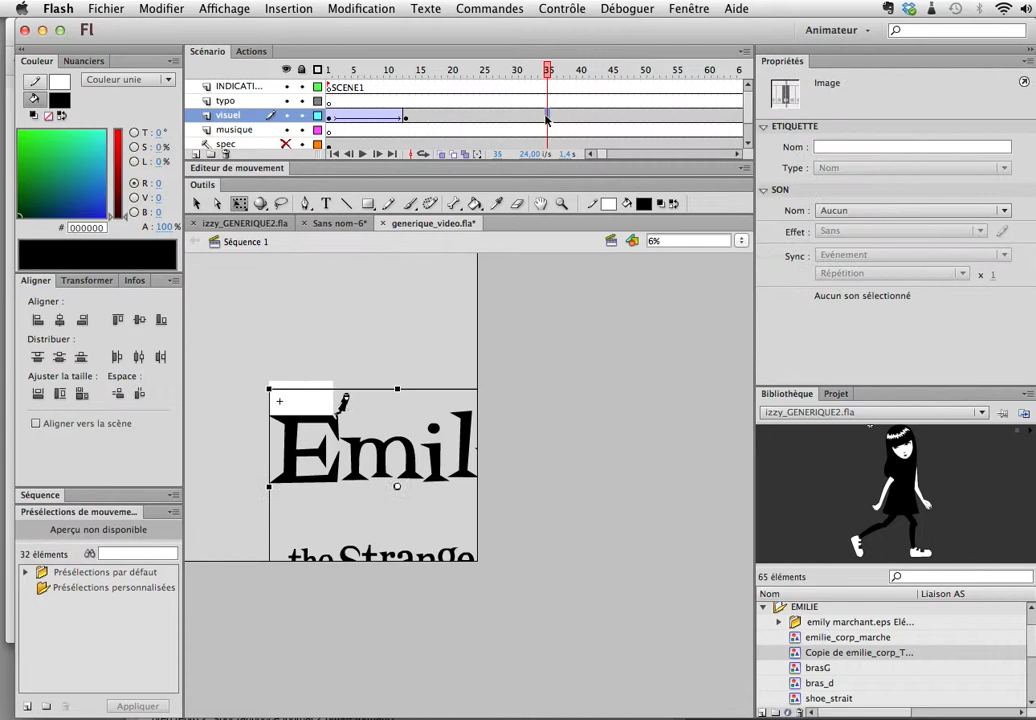 Flash Fichier Modifier Affichage Insertion Modification Texte Commandes Contrôle Déboguer Fenêtre Aide
Fl Animateur
Couleur Nuanciers
Couleur unie
T: 0 °
S: 0 %
L: 0 %
R: 0
V: 0
B: 0
# 000000 A: 100 %
Aligner Transformer Infos
Aligner :
Distribuer :
Ajuster la taille : Espace :
Aligner vers la scène
Séquence
Présélections de mouveme...
Aperçu non disponible
32 éléments
Présélections par défaut
Présélections personnalisées
Appliquer
Scénario Actions
1 5 10 15 20 25 30 35 40 45 50 55 60 6
INDICATI... SCENE1
typo
visuel
musique
spec
35 24,00 i/s 1,4 s
Editeur de mouvement
Outils
izzy_GENERIQUE2.fla Sans nom-6* generique_video.fla*
Séquence 1 6%
Emil
the Strange
Propriétés
Image
ETIQUETTE
Nom :
Type : Nom
SON
Nom : Aucun
Effet : Sans
Sync : Evénement
Répétition x 1
Aucun son sélectionné
Bibliothèque Projet
izzy_GENERIQUE2.fla
65 éléments
Nom Liaison AS
EMILIE
emily marchant.eps Elé...
emilie_corp_marche
Copie de emilie_corp_T...
brasG
bras_d
shoe_strait